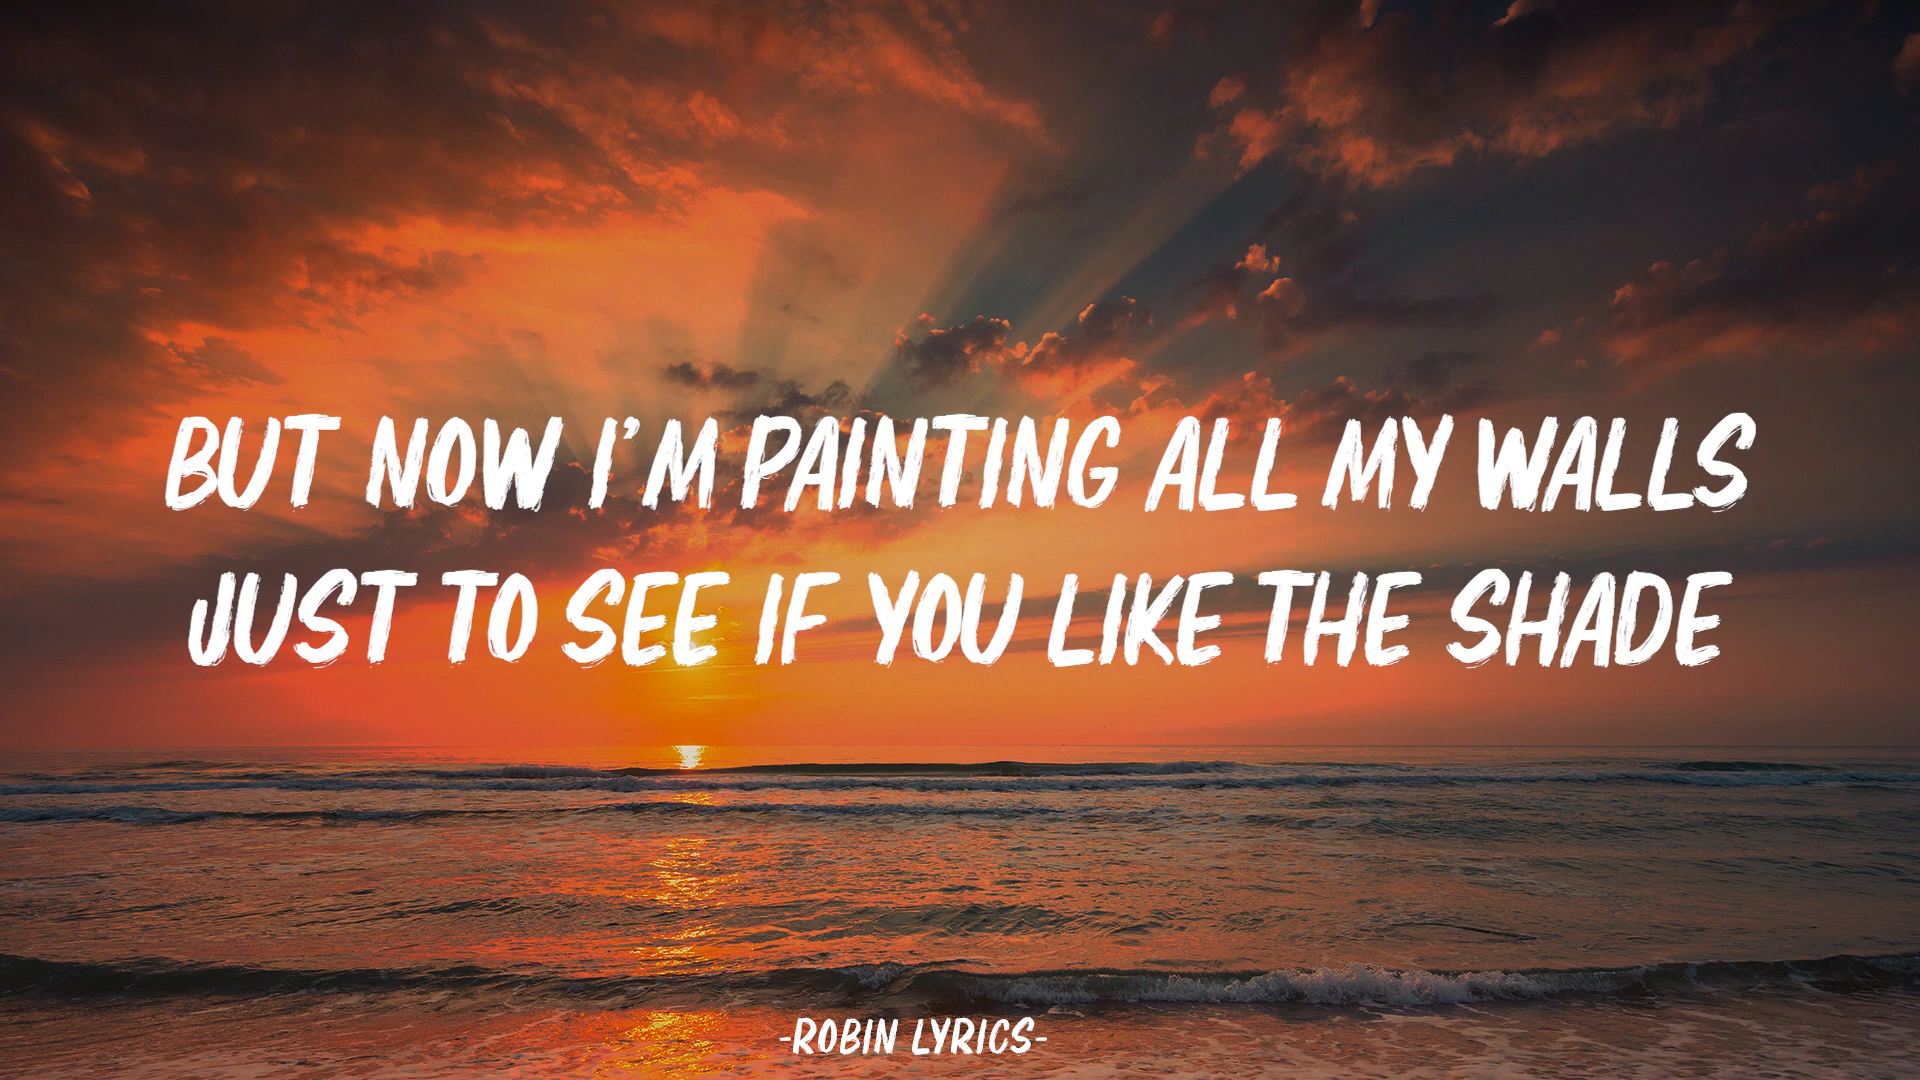 BUT NOW I'M PAINTING ALL MY WALLS
JUST TO SEE IF YOU LIKE THE SHADE
-ROBIN LYRICS-